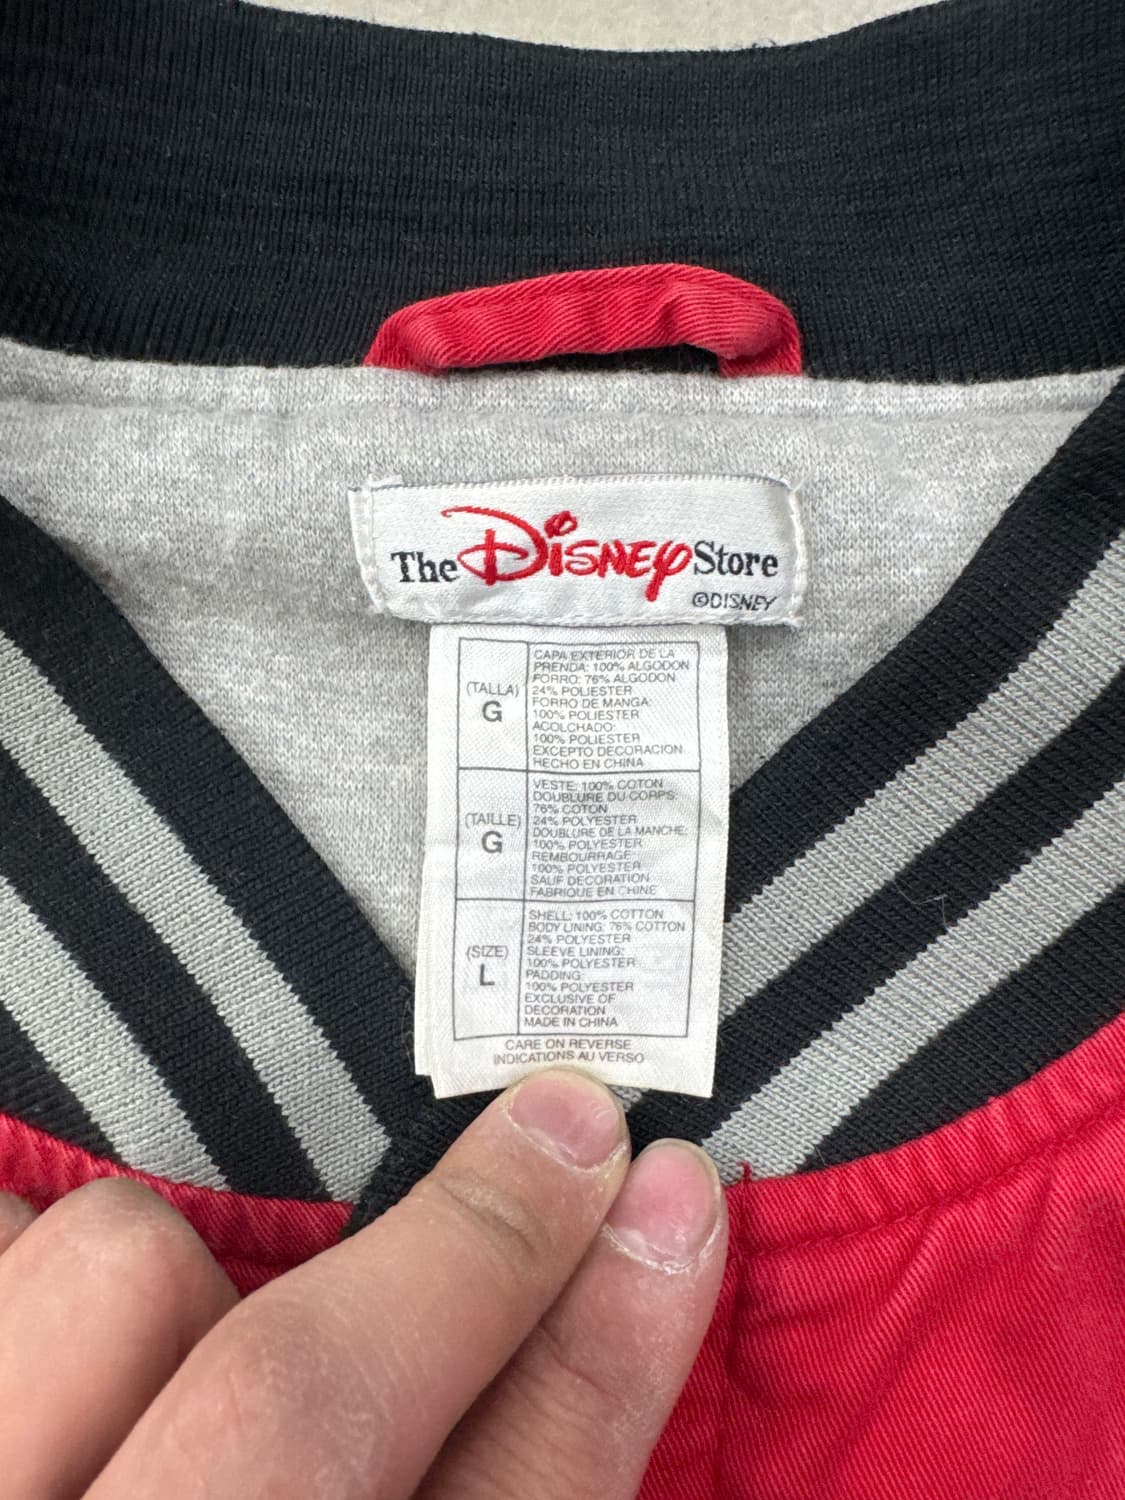 The Disney Store
©DISNEY
(TALLA)
G
CAPA EXTERIOR DE LA
PRENDA: 100% ALGODON
FORRO: 76% ALGODON
24% POLIESTER
FORRO DE MANGA:
100% POLIESTER
ACOLCHADO:
100% POLIESTER
EXCEPTO DECORACION
HECHO EN CHINA
(TAILLE)
G
VESTE: 100% COTON
DOUBLURE DU CORPS:
76% COTON
24% POLYESTER
DOUBLURE DE LA MANCHE:
100% POLYESTER
REMBOURRAGE:
100% POLYESTER
SAUF DECORATION
FABRIQUE EN CHINE
(SIZE)
L
SHELL: 100% COTTON
BODY LINING: 76% COTTON
24% POLYESTER
SLEEVE LINING:
100% POLYESTER
PADDING:
100% POLYESTER
EXCLUSIVE OF
DECORATION
MADE IN CHINA
CARE ON REVERSE
INDICATIONS AU VERSO